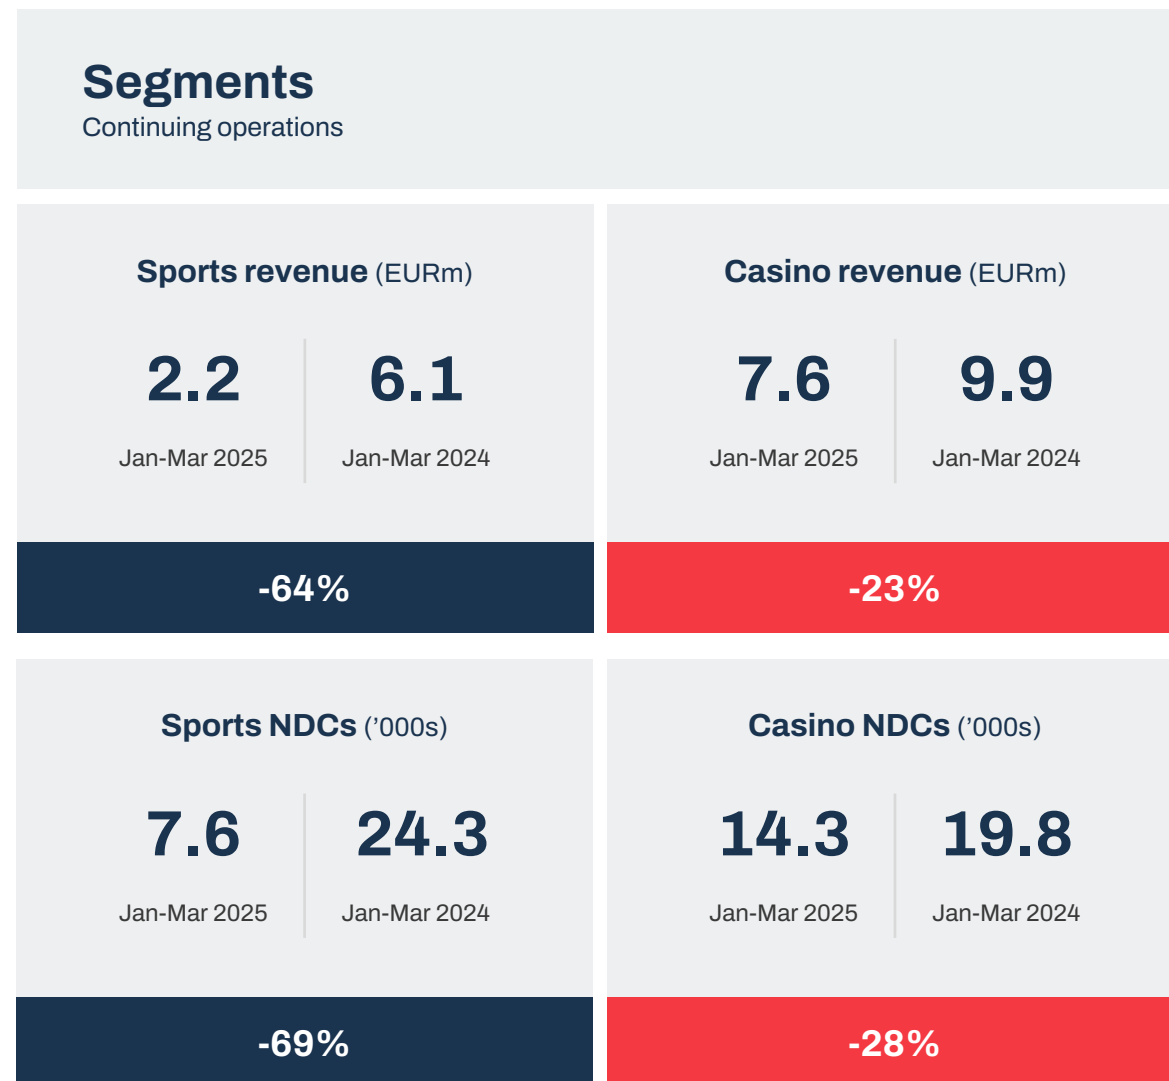 Segments
Continuing operations
Sports revenue (EURm)
2.2
6.1
Jan-Mar 2025
Jan-Mar 2024
-64%
Casino revenue (EURm)
7.6
9.9
Jan-Mar 2025
Jan-Mar 2024
-23%
Sports NDCs (’000s)
7.6
24.3
Jan-Mar 2025
Jan-Mar 2024
-69%
Casino NDCs (’000s)
14.3
19.8
Jan-Mar 2025
Jan-Mar 2024
-28%